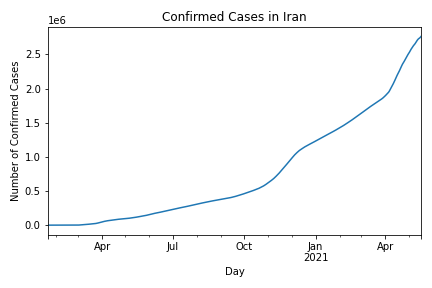 Confirmed Cases in Iran
1e6
2.5
2.0
1.5
1.0
0.5
0.0
Number of Confirmed Cases
Apr
Jul
Oct
Jan
2021
Apr
Day